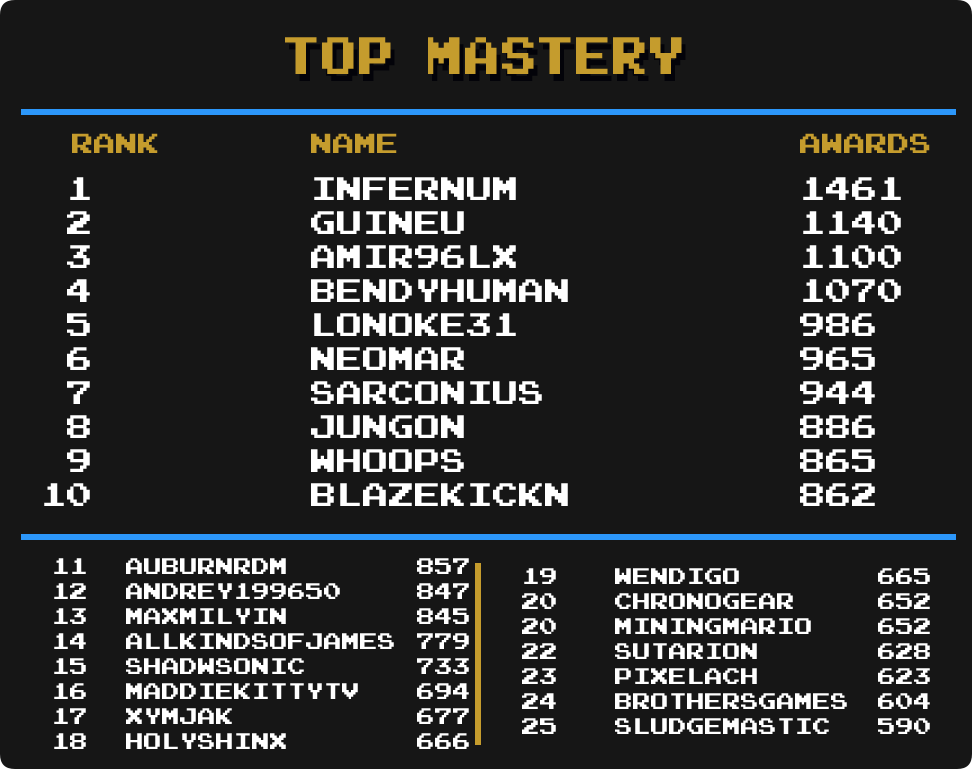 TOP MASTERY
RANK NAME AWARDS
1 INFERNUM 1461
2 GUINEU 1140
3 AMIR96LX 1100
4 BENDYHUMAN 1070
5 LONOKE31 986
6 NEOMAR 965
7 SARCONIUS 944
8 JUNGON 886
9 WHOOPS 865
10 BLAZEKICKN 862
11 AUBURNRDM 857
12 ANDREY199650 847
13 MAXMILYIN 845
14 ALLKINDSOFJAMES 779
15 SHADWSONIC 733
16 MADDIEKITTYTV 694
17 XYMJAK 677
18 HOLYSHINX 666
19 WENDIGO 665
20 CHRONOGEAR 652
20 MININGMARIO 652
22 SUTARION 628
23 PIXELACH 623
24 BROTHERSGAMES 604
25 SLUDGEMASTIC 590